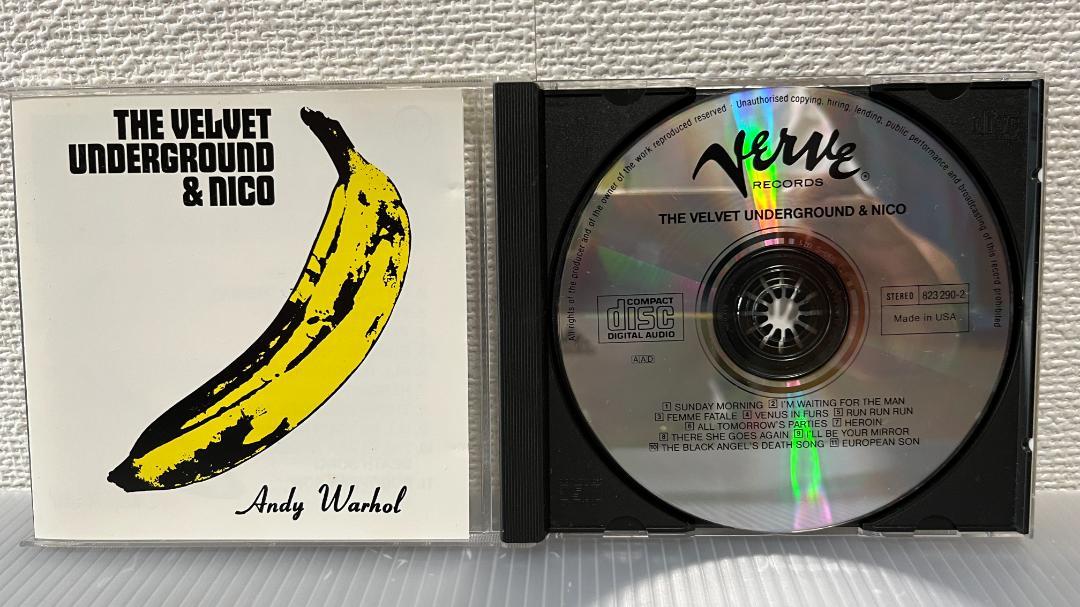 THE VELVET
UNDERGROUND
& NICO
Andy Warhol
All rights of the producer and of the owner of the work reproduced reserved · Unauthorised copying, hiring, lending, public performance and broadcasting of this record prohibited
Verve
RECORDS
THE VELVET UNDERGROUND & NICO
COMPACT
disc
DIGITAL AUDIO
AAD
STEREO 823 290-2
Made in USA
1 SUNDAY MORNING 2 I'M WAITING FOR THE MAN
3 FEMME FATALE 4 VENUS IN FURS 5 RUN RUN RUN
6 ALL TOMORROW'S PARTIES 7 HEROIN
8 THERE SHE GOES AGAIN 9 I'LL BE YOUR MIRROR
10 THE BLACK ANGEL'S DEATH SONG 11 EUROPEAN SON